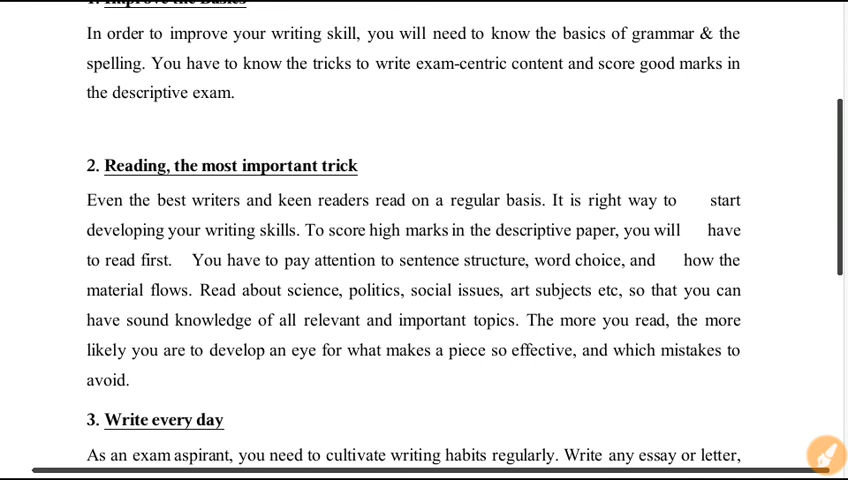 1. Improve the Basics
In order to improve your writing skill, you will need to know the basics of grammar & the
spelling. You have to know the tricks to write exam-centric content and score good marks in
the descriptive exam.
2. Reading, the most important trick
Even the best writers and keen readers read on a regular basis. It is right way to start
developing your writing skills. To score high marks in the descriptive paper, you will have
to read first. You have to pay attention to sentence structure, word choice, and how the
material flows. Read about science, politics, social issues, art subjects etc, so that you can
have sound knowledge of all relevant and important topics. The more you read, the more
likely you are to develop an eye for what makes a piece so effective, and which mistakes to
avoid.
3. Write every day
As an exam aspirant, you need to cultivate writing habits regularly. Write any essay or letter,